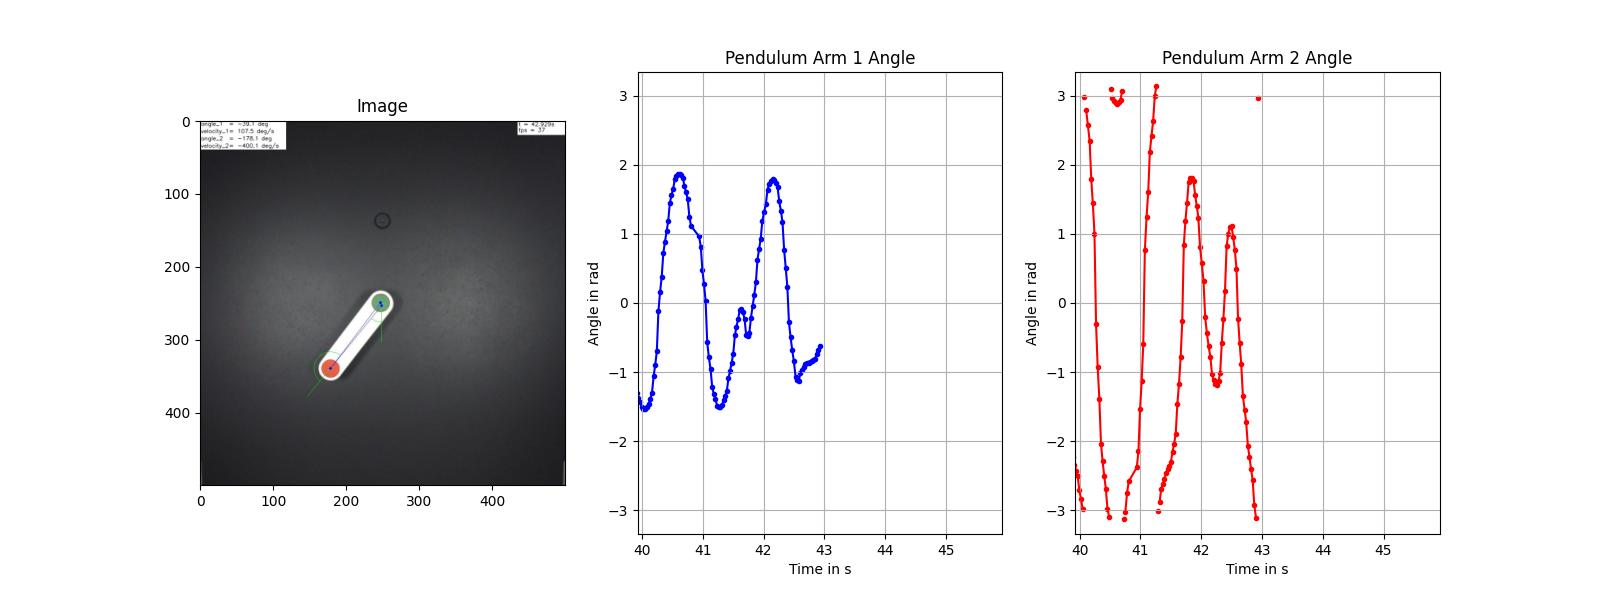 Image
angle_1 = -39.1 deg
velocity_1= 107.5 deg/s
angle_2 = -178.1 deg
velocity_2= -400.1 deg/s
t = 42.929s
fps = 37
0
100
200
300
400
0 100 200 300 400
Pendulum Arm 1 Angle
Angle in rad
3
2
1
0
−1
−2
−3
40 41 42 43 44 45
Time in s
Pendulum Arm 2 Angle
Angle in rad
3
2
1
0
−1
−2
−3
40 41 42 43 44 45
Time in s